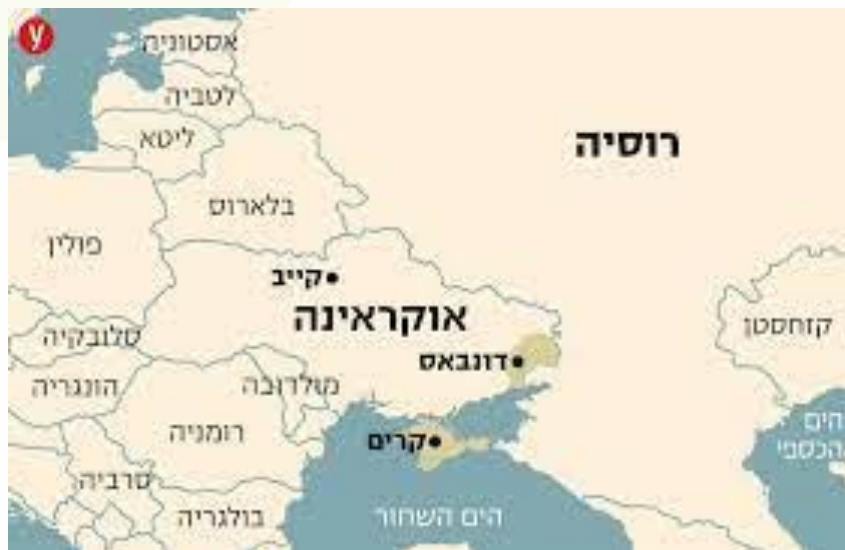 y
אסטוניה
לטביה
ליטא
רוסיה
בלארוס
פולין
קייב
אוקראינה
קזחסטן
סלובקיה
דונבאס
הונגריה
מולדובה
רומניה
קרים
הים
הכספי
סרביה
בולגריה
הים השחור